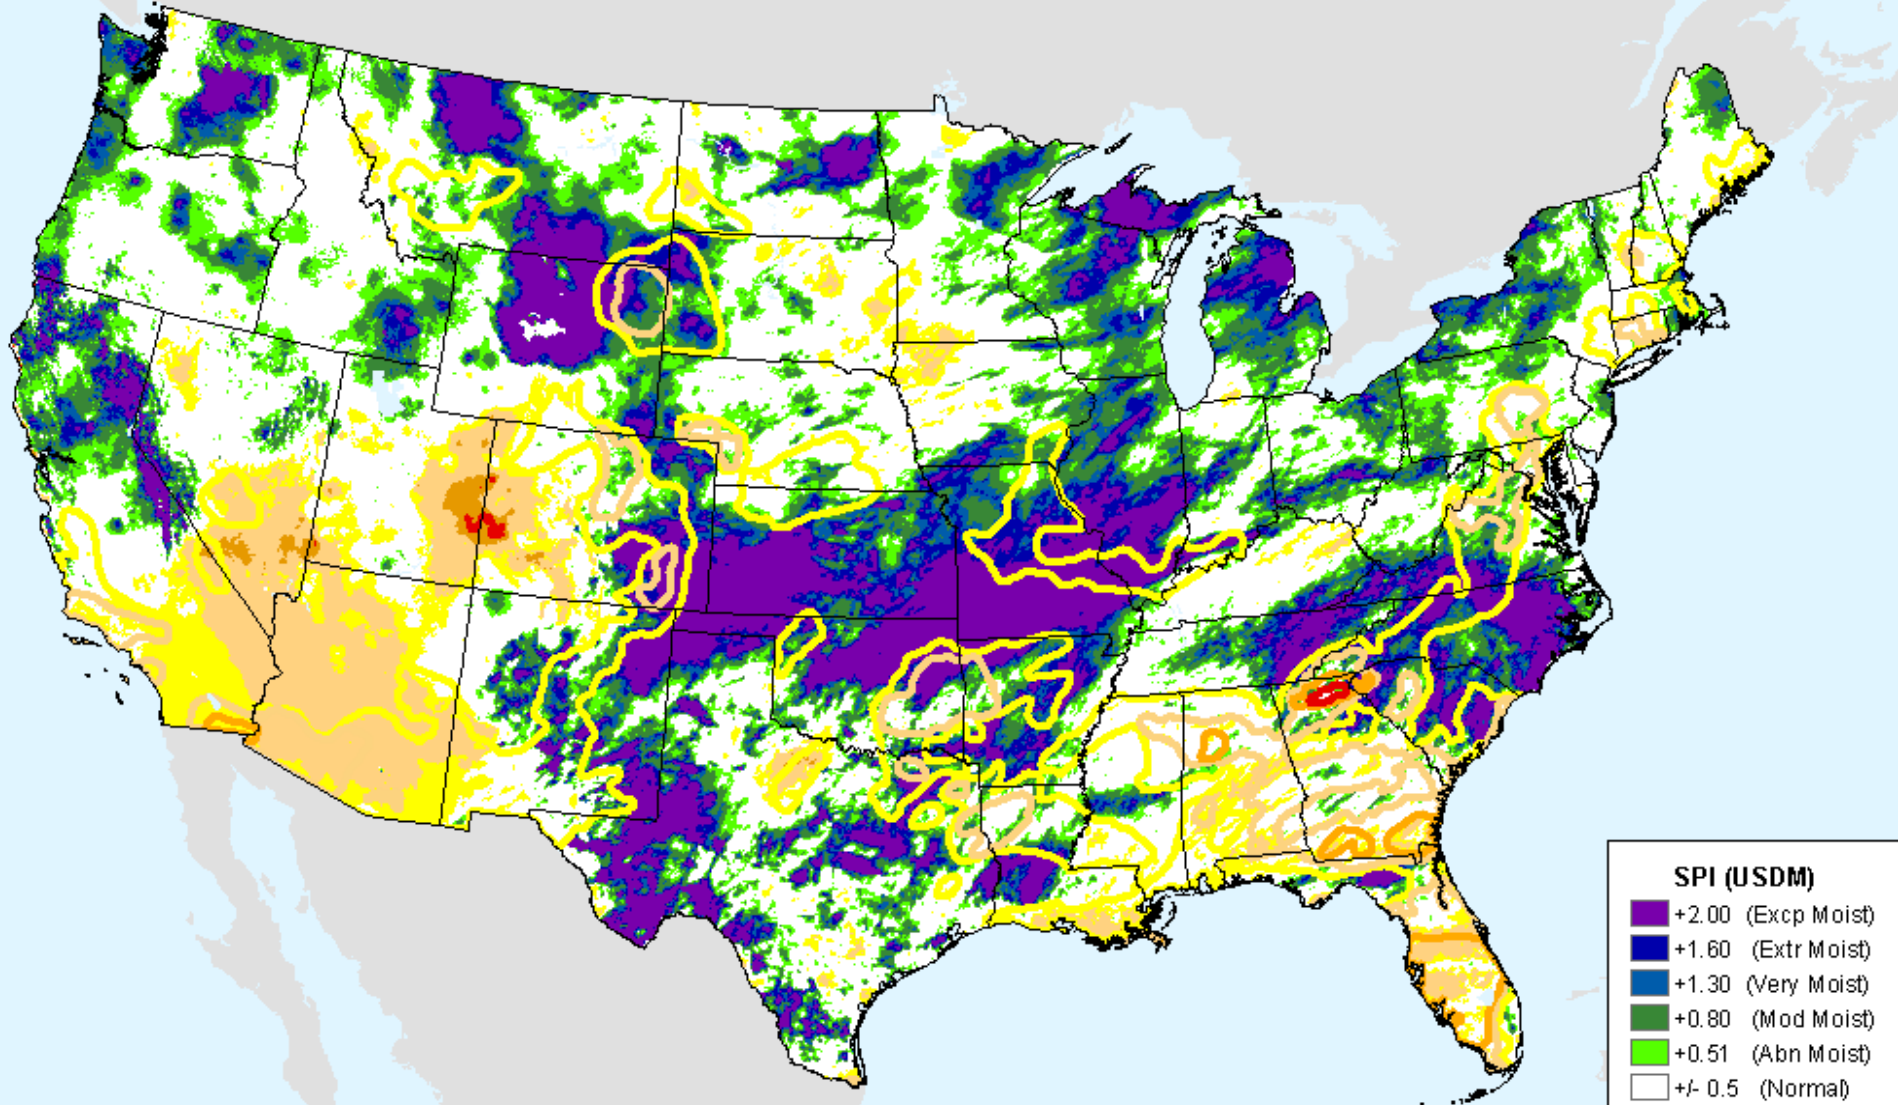 SPI (USDM)
+2.00 (Excp Moist)
+1.60 (Extr Moist)
+1.30 (Very Moist)
+0.80 (Mod Moist)
+0.51 (Abn Moist)
+/- 0.5 (Normal)